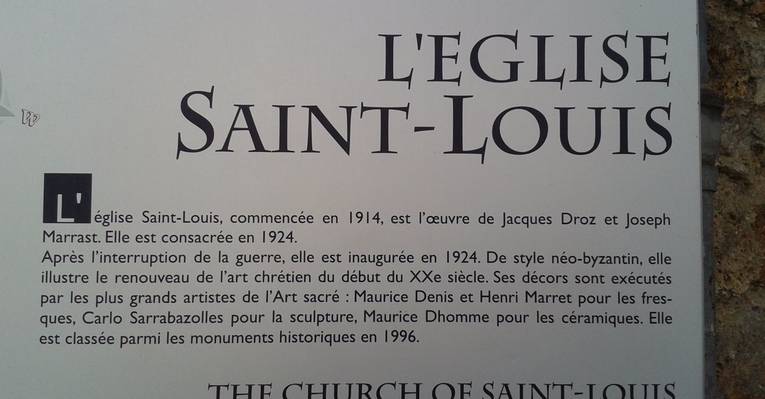 L'EGLISE
SAINT-LOUIS
L'église Saint-Louis, commencée en 1914, est l'œuvre de Jacques Droz et Joseph
Marrast. Elle est consacrée en 1924.
Après l'interruption de la guerre, elle est inaugurée en 1924. De style néo-byzantin, elle
illustre le renouveau de l'art chrétien du début du XXe siècle. Ses décors sont exécutés
par les plus grands artistes de l'Art sacré : Maurice Denis et Henri Marret pour les fres-
ques, Carlo Sarrabazolles pour la sculpture, Maurice Dhomme pour les céramiques. Elle
est classée parmi les monuments historiques en 1996.
THE CHURCH OF SAINT-LOUIS